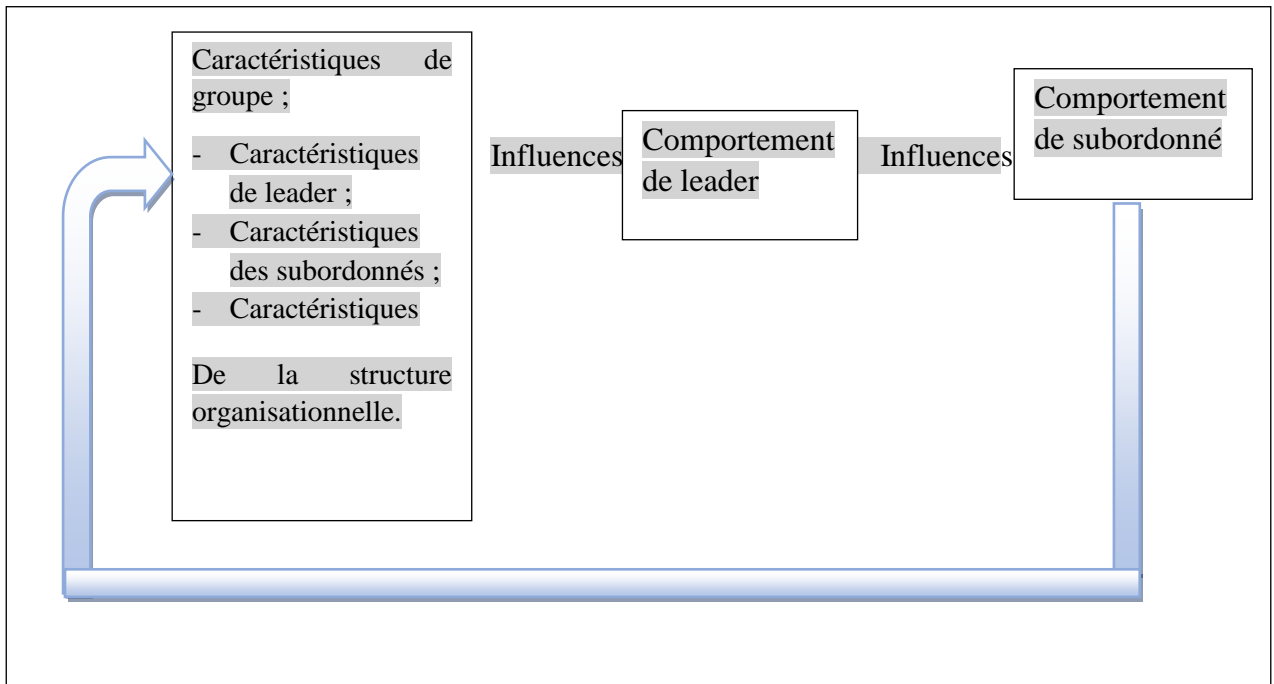 Caractéristiques de
groupe ;
- Caractéristiques
de leader ;
- Caractéristiques
des subordonnés ;
- Caractéristiques
De la structure
organisationnelle.
Influences
Comportement
de leader
Influences
Comportement
de subordonné